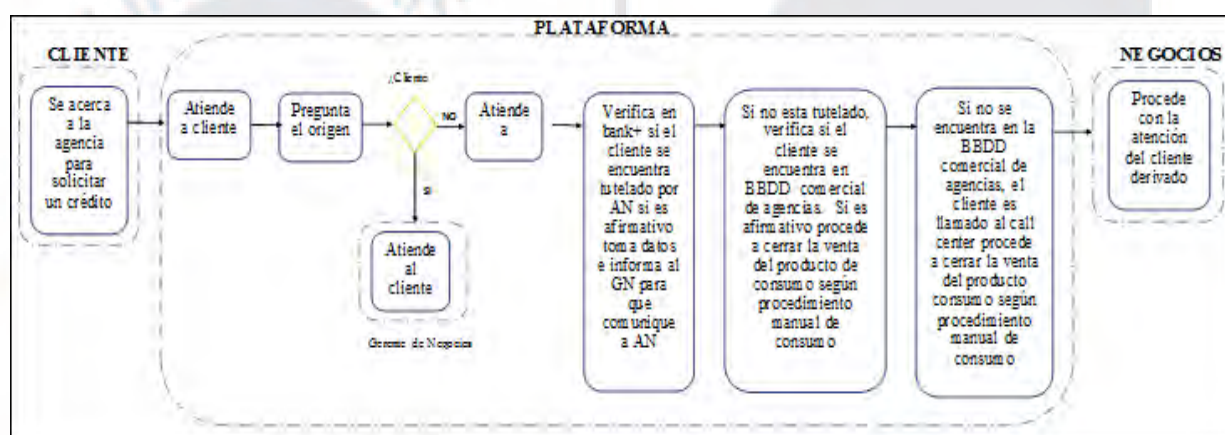 PLATAFORMA
CLIENTE
Se acerca
a la
agencia
para
solicitar
un crédito
Atiende
a cliente
Pregunta
el origen
¿Cliente
NO
SI
Atiende
al
cliente
Gerente de Negocios
Atiende
a
Verifica en
bank+ si el
cliente se
encuentra
tutelado por
AN si es
afirmativo
toma datos
e informa al
GN para
que
comunique
a AN
Si no esta tutelado,
verifica si el
cliente se
encuentra en
BBDD comercial
de agencias. Si es
afirmativo procede
a cerrar la venta
del producto de
consumo según
procedimiento
manual de
consumo
Si no se
encuentra en la
BBDD
comercial de
agencias, el
cliente es
llamado al call
center procede
a cerrar la venta
del producto
consumo según
procedimiento
manual de
consumo
NEGOCIOS
Procede
con la
atención
del cliente
derivado